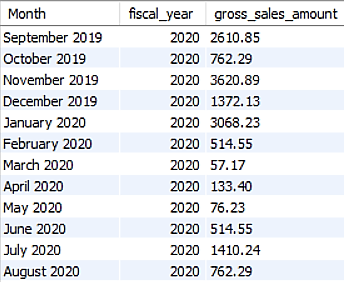 Month fiscal_year gross_sales_amount
September 2019 2020 2610.85
October 2019 2020 762.29
November 2019 2020 3620.89
December 2019 2020 1372.13
January 2020 2020 3068.23
February 2020 2020 514.55
March 2020 2020 57.17
April 2020 2020 133.40
May 2020 2020 76.23
June 2020 2020 514.55
July 2020 2020 1410.24
August 2020 2020 762.29